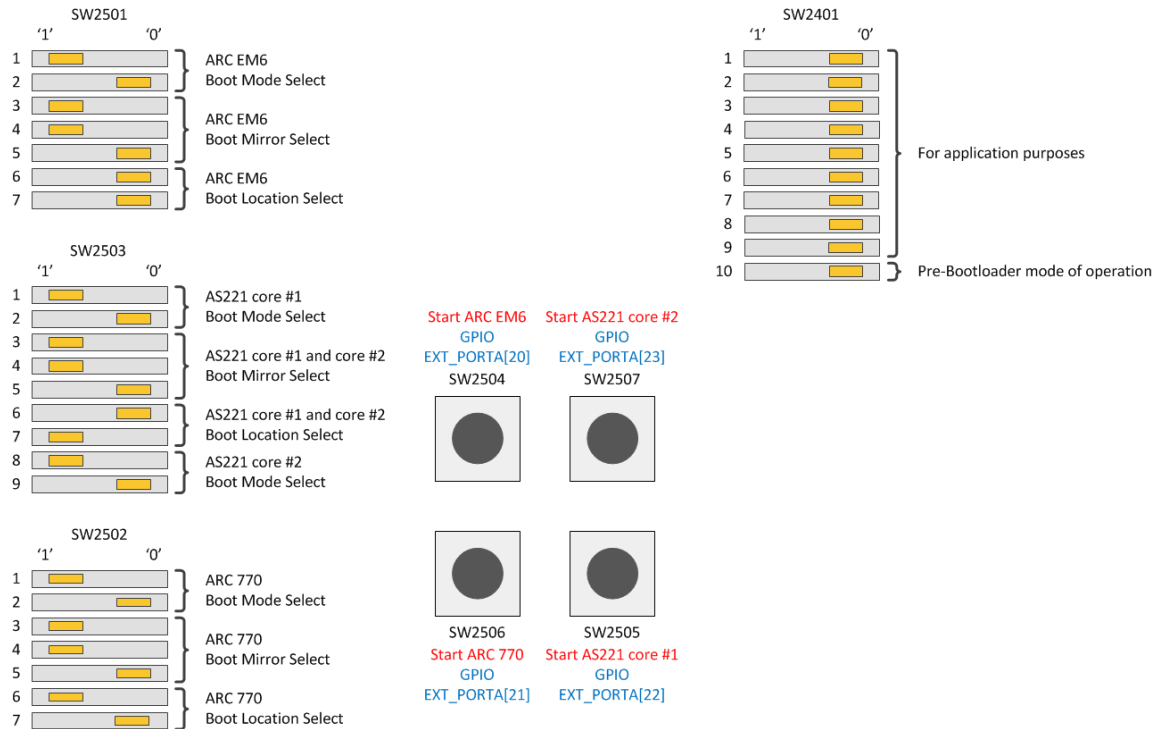 SW2501
‘1’ ‘0’
1
2
ARC EM6
Boot Mode Select
3
4
5
ARC EM6
Boot Mirror Select
6
7
ARC EM6
Boot Location Select
SW2401
‘1’ ‘0’
1
2
3
4
5
6
7
8
9
For application purposes
10
Pre-Bootloader mode of operation
SW2503
‘1’ ‘0’
1
2
AS221 core #1
Boot Mode Select
3
4
5
AS221 core #1 and core #2
Boot Mirror Select
6
7
AS221 core #1 and core #2
Boot Location Select
8
9
AS221 core #2
Boot Mode Select
Start ARC EM6
GPIO
EXT_PORTA[20]
SW2504
Start AS221 core #2
GPIO
EXT_PORTA[23]
SW2507
SW2502
‘1’ ‘0’
1
2
ARC 770
Boot Mode Select
3
4
5
ARC 770
Boot Mirror Select
6
7
ARC 770
Boot Location Select
SW2506
Start ARC 770
GPIO
EXT_PORTA[21]
SW2505
Start AS221 core #1
GPIO
EXT_PORTA[22]